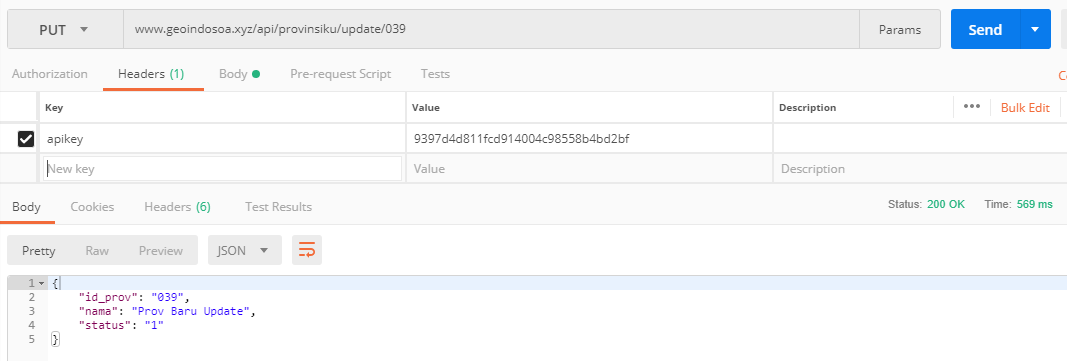 PUT www.geoindosoa.xyz/api/provinsiku/update/039 Params Send
Authorization Headers (1) Body Pre-request Script Tests
Key Value Description ••• Bulk Edit
apikey 9397d4d811fcd914004c98558b4bd2bf
New key Value Description
Body Cookies Headers (6) Test Results Status: 200 OK Time: 569 ms
Pretty Raw Preview JSON
1 {
2 "id_prov": "039",
3 "nama": "Prov Baru Update",
4 "status": "1"
5 }